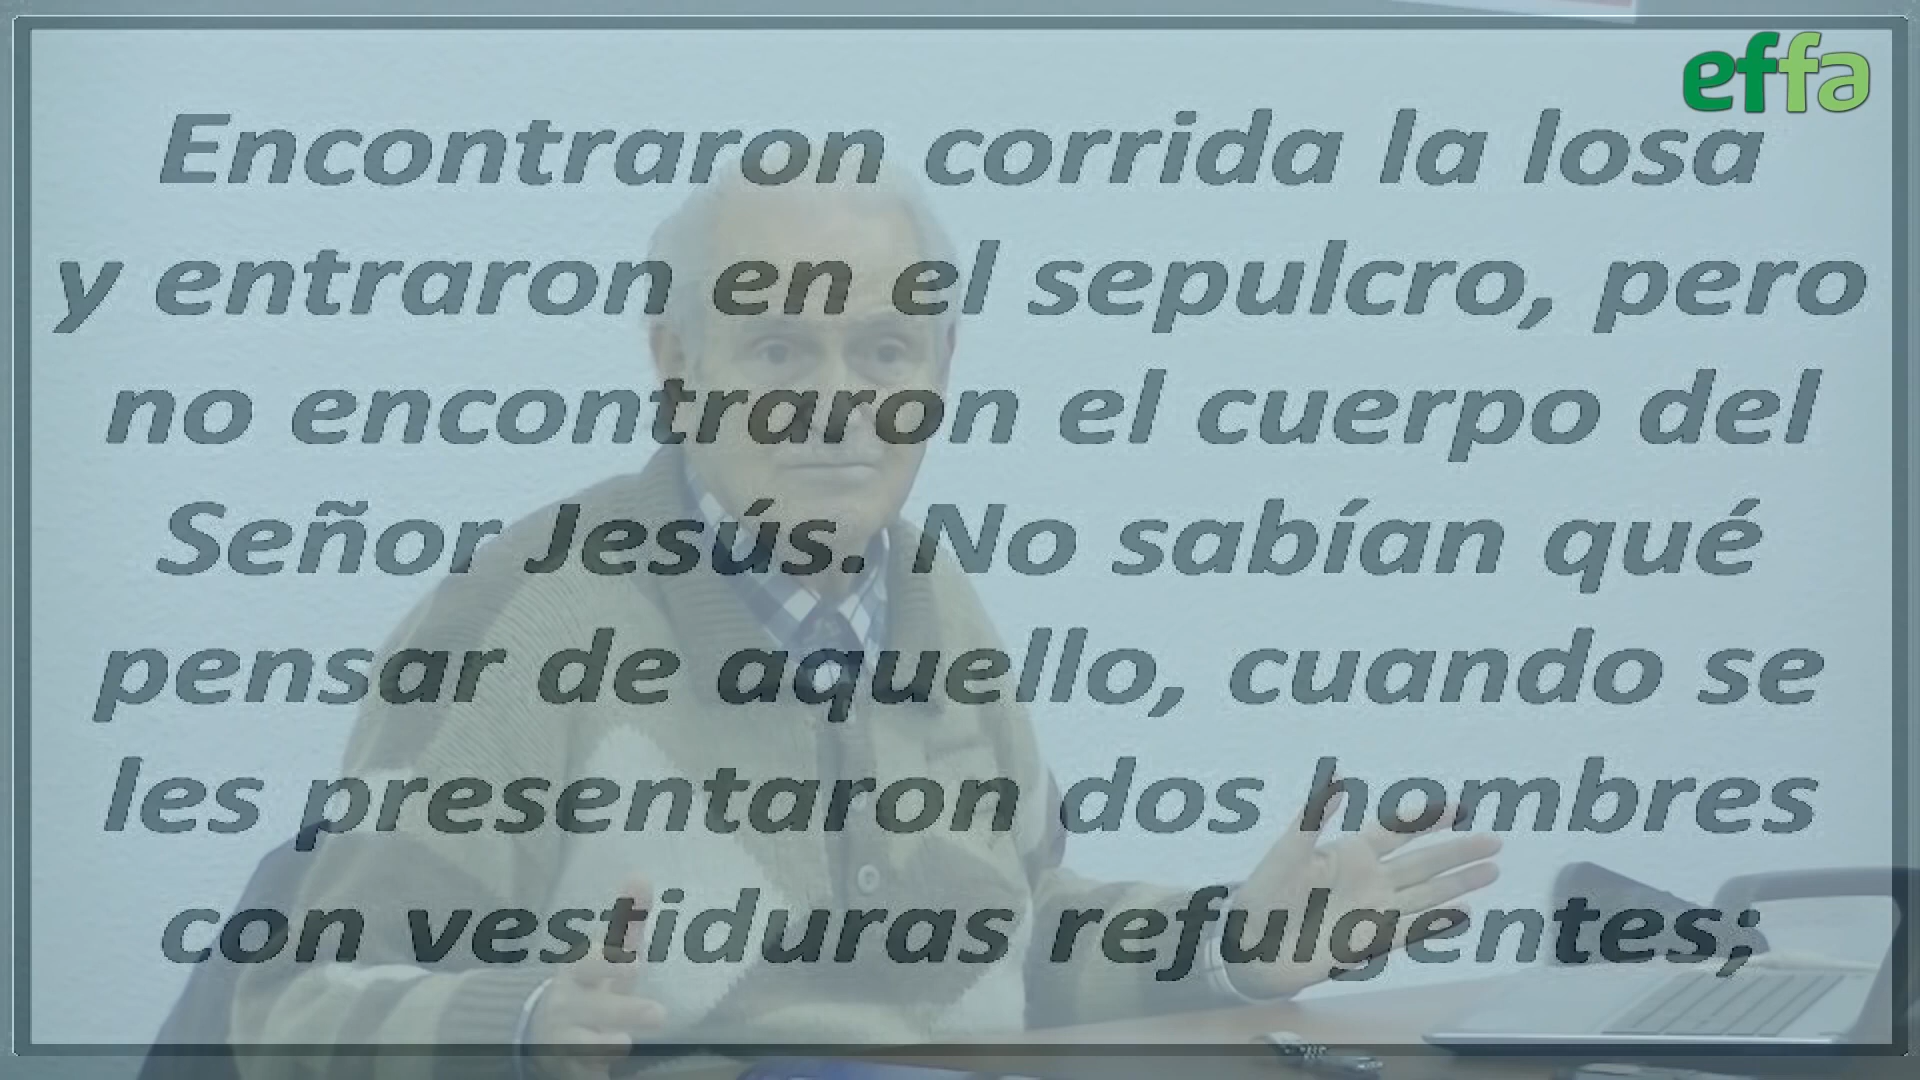 effa
Encontraron corrida la losa
y entraron en el sepulcro, pero
no encontraron el cuerpo del
Señor Jesús. No sabían qué
pensar de aquello, cuando se
les presentaron dos hombres
con vestiduras refulgentes;